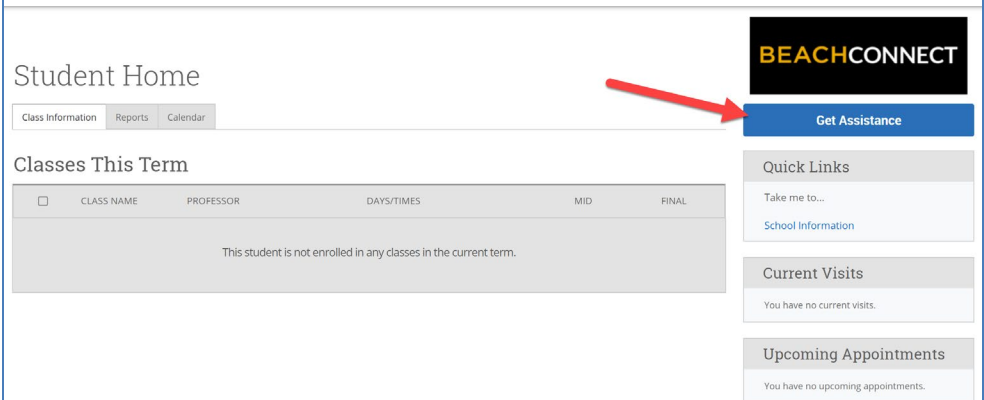 BEACHCONNECT
Student Home
Class Information Reports Calendar
Get Assistance
Classes This Term
CLASS NAME PROFESSOR DAYS/TIMES MID FINAL
This student is not enrolled in any classes in the current term.
Quick Links
Take me to...
School Information
Current Visits
You have no current visits.
Upcoming Appointments
You have no upcoming appointments.